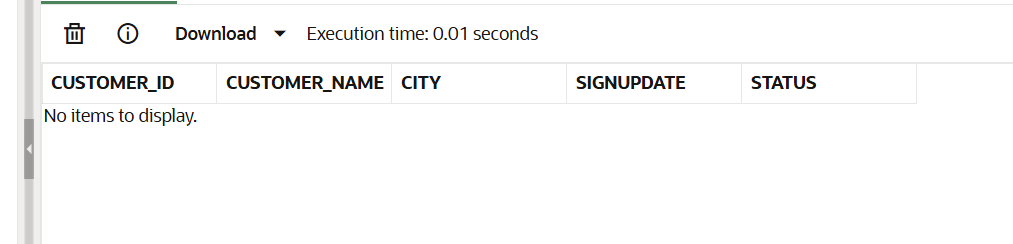 Download Execution time: 0.01 seconds
CUSTOMER_ID CUSTOMER_NAME CITY SIGNUPDATE STATUS
No items to display.